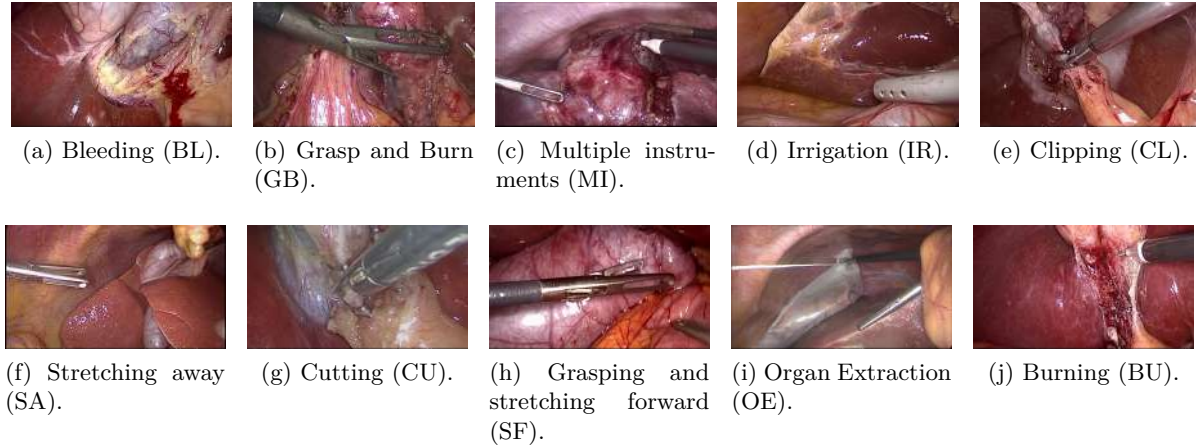 (a) Bleeding (BL).
(b) Grasp and Burn
(GB).
(c) Multiple instru-
ments (MI).
(d) Irrigation (IR).
(e) Clipping (CL).
(f) Stretching away
(SA).
(g) Cutting (CU).
(h) Grasping and
stretching forward
(SF).
(i) Organ Extraction
(OE).
(j) Burning (BU).